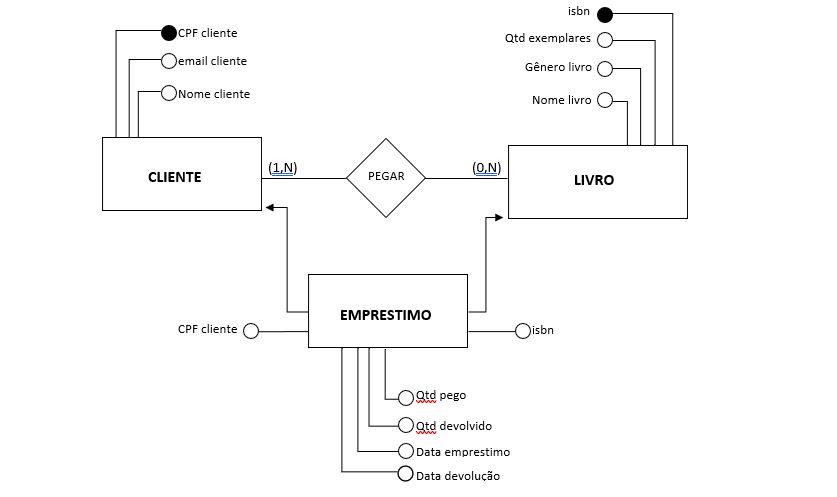 CPF cliente
email cliente
Nome cliente
isbn
Qtd exemplares
Gênero livro
Nome livro
CLIENTE
(1,N)
PEGAR
(0,N)
LIVRO
EMPRESTIMO
CPF cliente
isbn
Qtd pego
Qtd devolvido
Data emprestimo
Data devolução